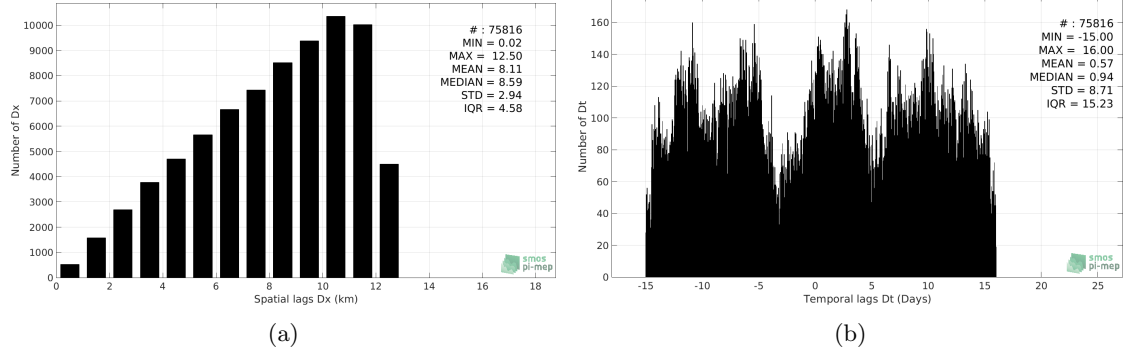 # : 75816
MIN = 0.02
MAX = 12.50
MEAN = 8.11
MEDIAN = 8.59
STD = 2.94
IQR = 4.58
Number of Dx
10000
9000
8000
7000
6000
5000
4000
3000
2000
1000
0
0 2 4 6 8 10 12 14 16 18
Spatial lags Dx (km)
smos
pi-mep
(a)
# : 75816
MIN = -15.00
MAX = 16.00
MEAN = 0.57
MEDIAN = 0.94
STD = 8.71
IQR = 15.23
Number of Dt
160
140
120
100
80
60
40
20
0
-15 -10 -5 0 5 10 15 20 25
Temporal lags Dt (Days)
smos
pi-mep
(b)